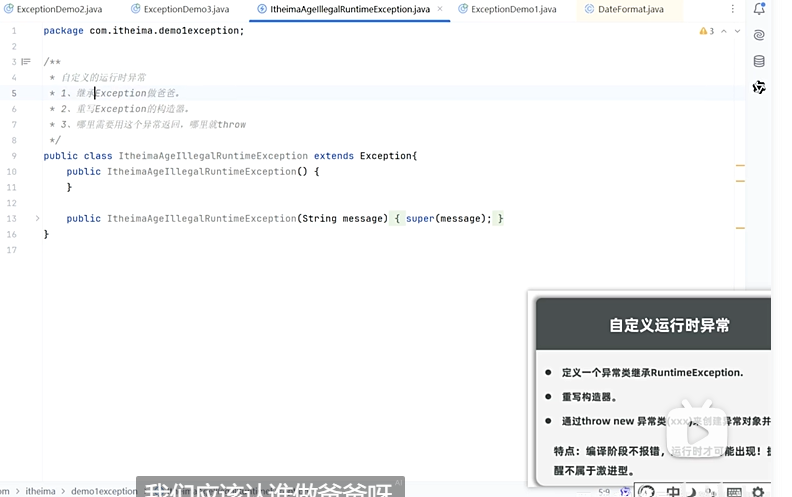 ExceptionDemo2.java ExceptionDemo3.java ItheimaAgeIllegalRuntimeException.java × ExceptionDemo1.java DateFormat.java
1 package com.itheima.demo1exception; 3
2
3 /**
4 * 自定义的运行时异常
5 * 1、继承Exception做爸爸。
6 * 2、重写Exception的构造器。
7 * 3、哪里需要用这个异常返回，哪里就throw
8 */
9 public class ItheimaAgeIllegalRuntimeException extends Exception{
10 public ItheimaAgeIllegalRuntimeException() {
11 }
12
13 public ItheimaAgeIllegalRuntimeException(String message) { super(message); }
16 }
17
自定义运行时异常
● 定义一个异常类继承RuntimeException.
● 重写构造器。
● 通过throw new 异常类(xxx)来创建异常对象并
特点：编译阶段不报错，运行时才可能出现！
醒不属于激进型。
om > itheima > demo1exception
我们应该让谁做爸爸呀
AI
5:9
中